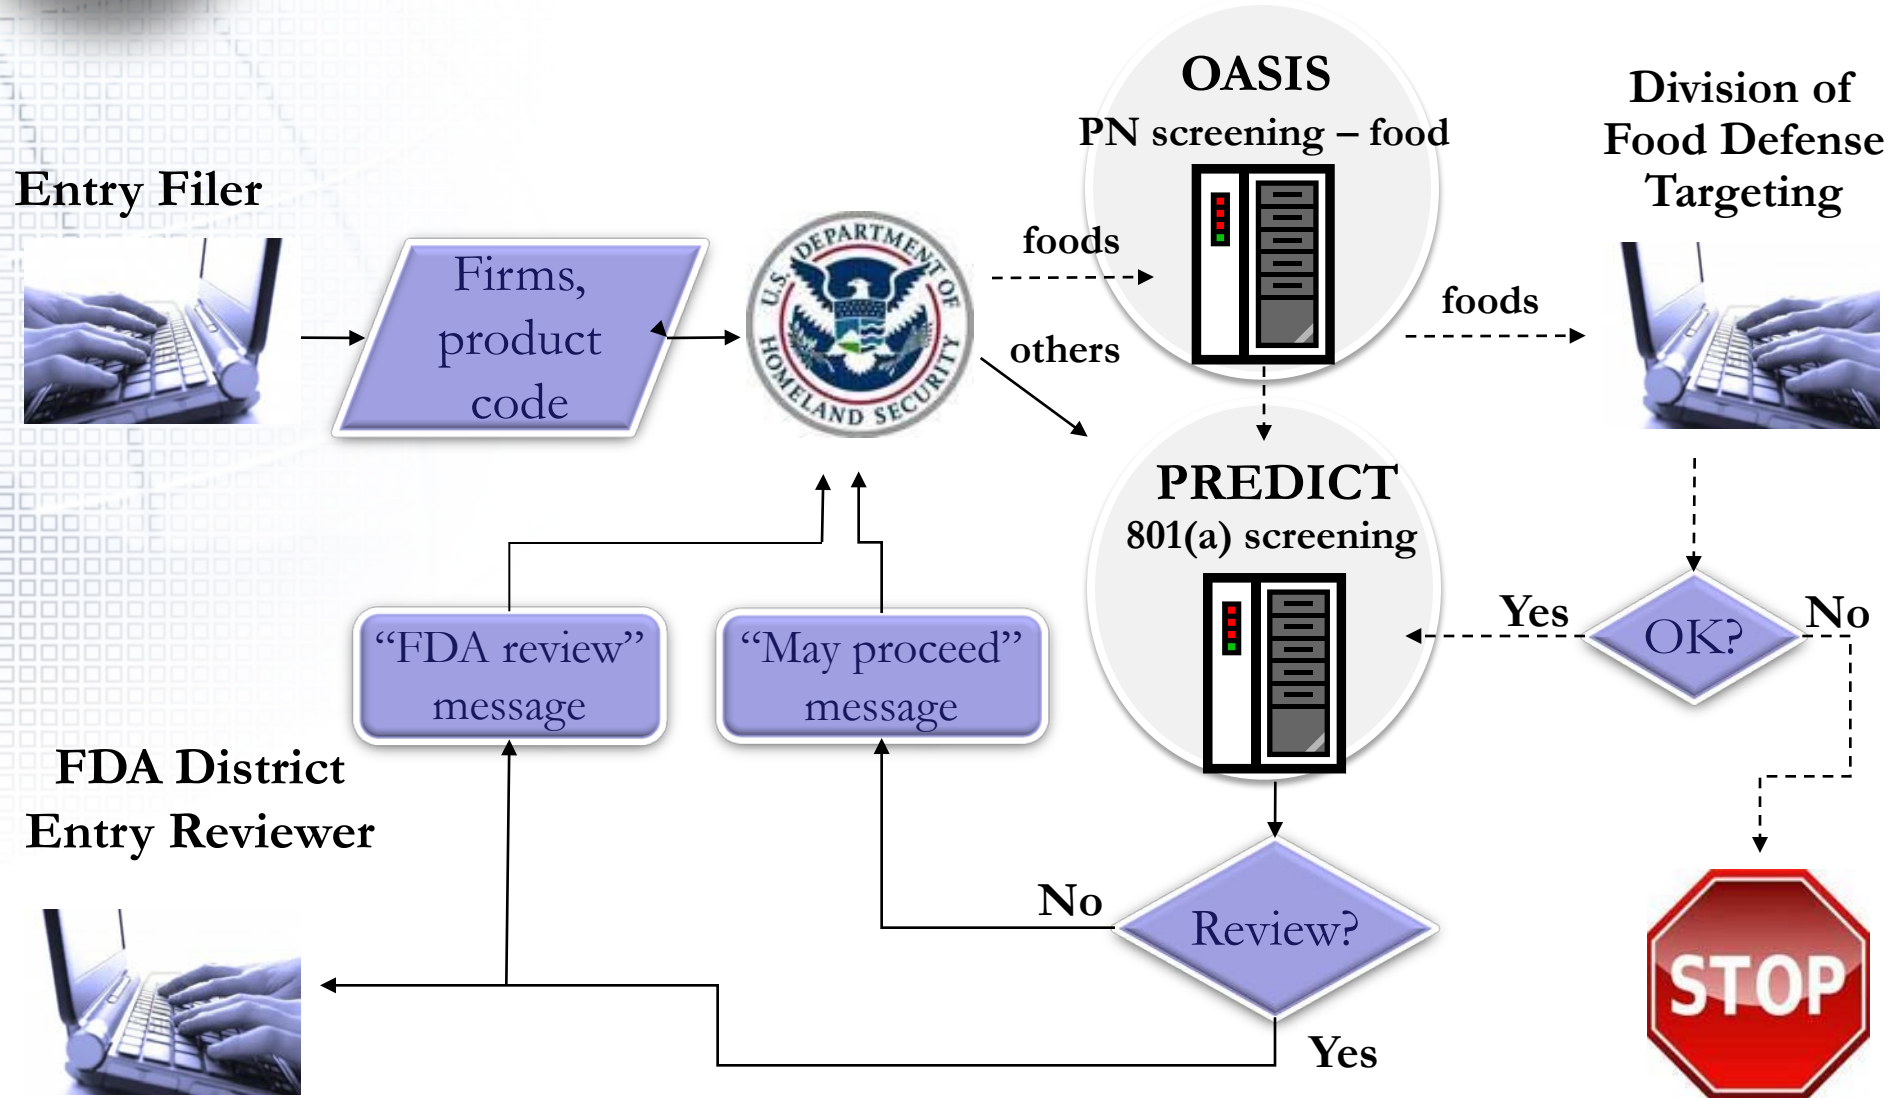 OASIS
PN screening – food
Division of
Food Defense
Targeting
Entry Filer
Firms,
product
code
U.S. DEPARTMENT OF
HOMELAND SECURITY
foods
others
foods
PREDICT
801(a) screening
Yes
OK?
No
“FDA review”
message
“May proceed”
message
FDA District
Entry Reviewer
No
Review?
Yes
STOP